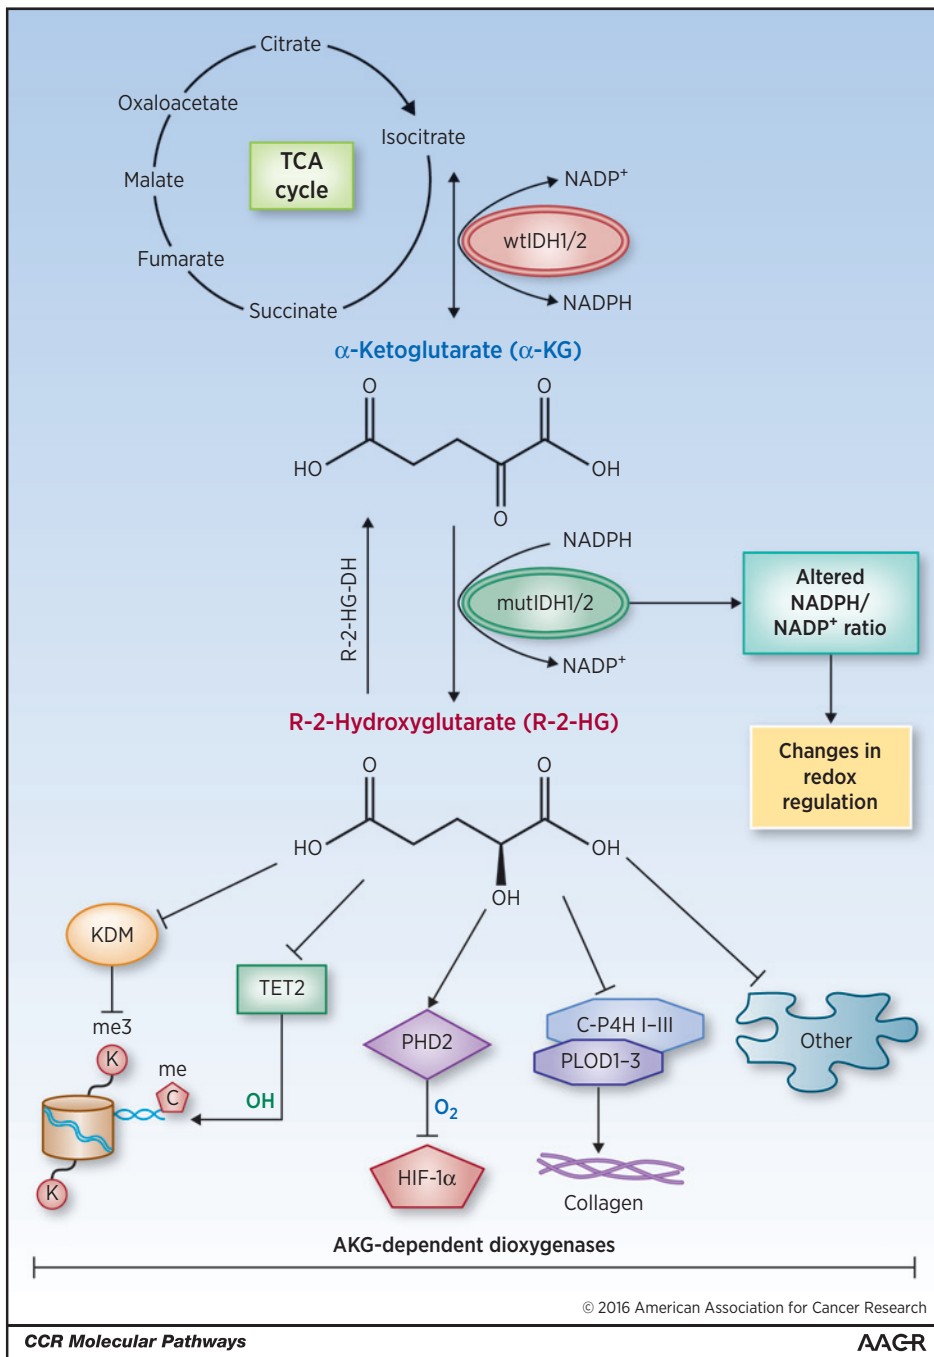 Citrate
Oxaloacetate
Isocitrate
TCA
cycle
Malate
Fumarate
Succinate
NADP⁺
wtIDH1/2
NADPH
α-Ketoglutarate (α-KG)
O
O
HO
OH
O
R-2-HG-DH
NADPH
mutIDH1/2
NADP⁺
Altered
NADPH/
NADP⁺ ratio
Changes in
redox
regulation
R-2-Hydroxyglutarate (R-2-HG)
O
O
HO
OH
OH
KDM
me3
K
me
C
K
TET2
OH
PHD2
O₂
HIF-1α
C-P4H I–III
PLOD1–3
Collagen
Other
AKG-dependent dioxygenases
© 2016 American Association for Cancer Research
CCR Molecular Pathways
AACR